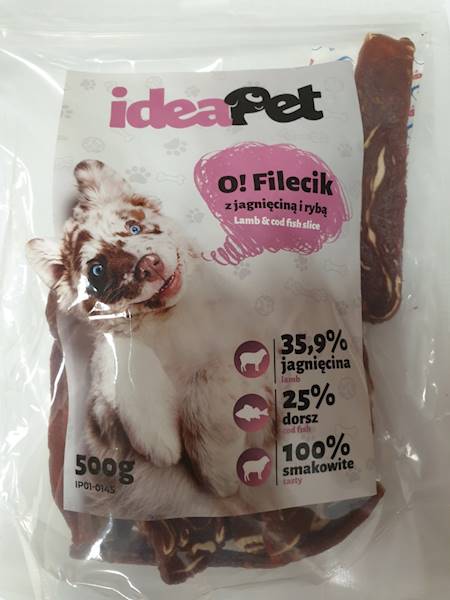 ideaPet
O! Filecik
z jagnięciną i rybą
Lamb & cod fish slice
35,9%
jagnięcina
lamb
25%
dorsz
cod fish
100%
smakowite
tasty
500g
IP01-0145